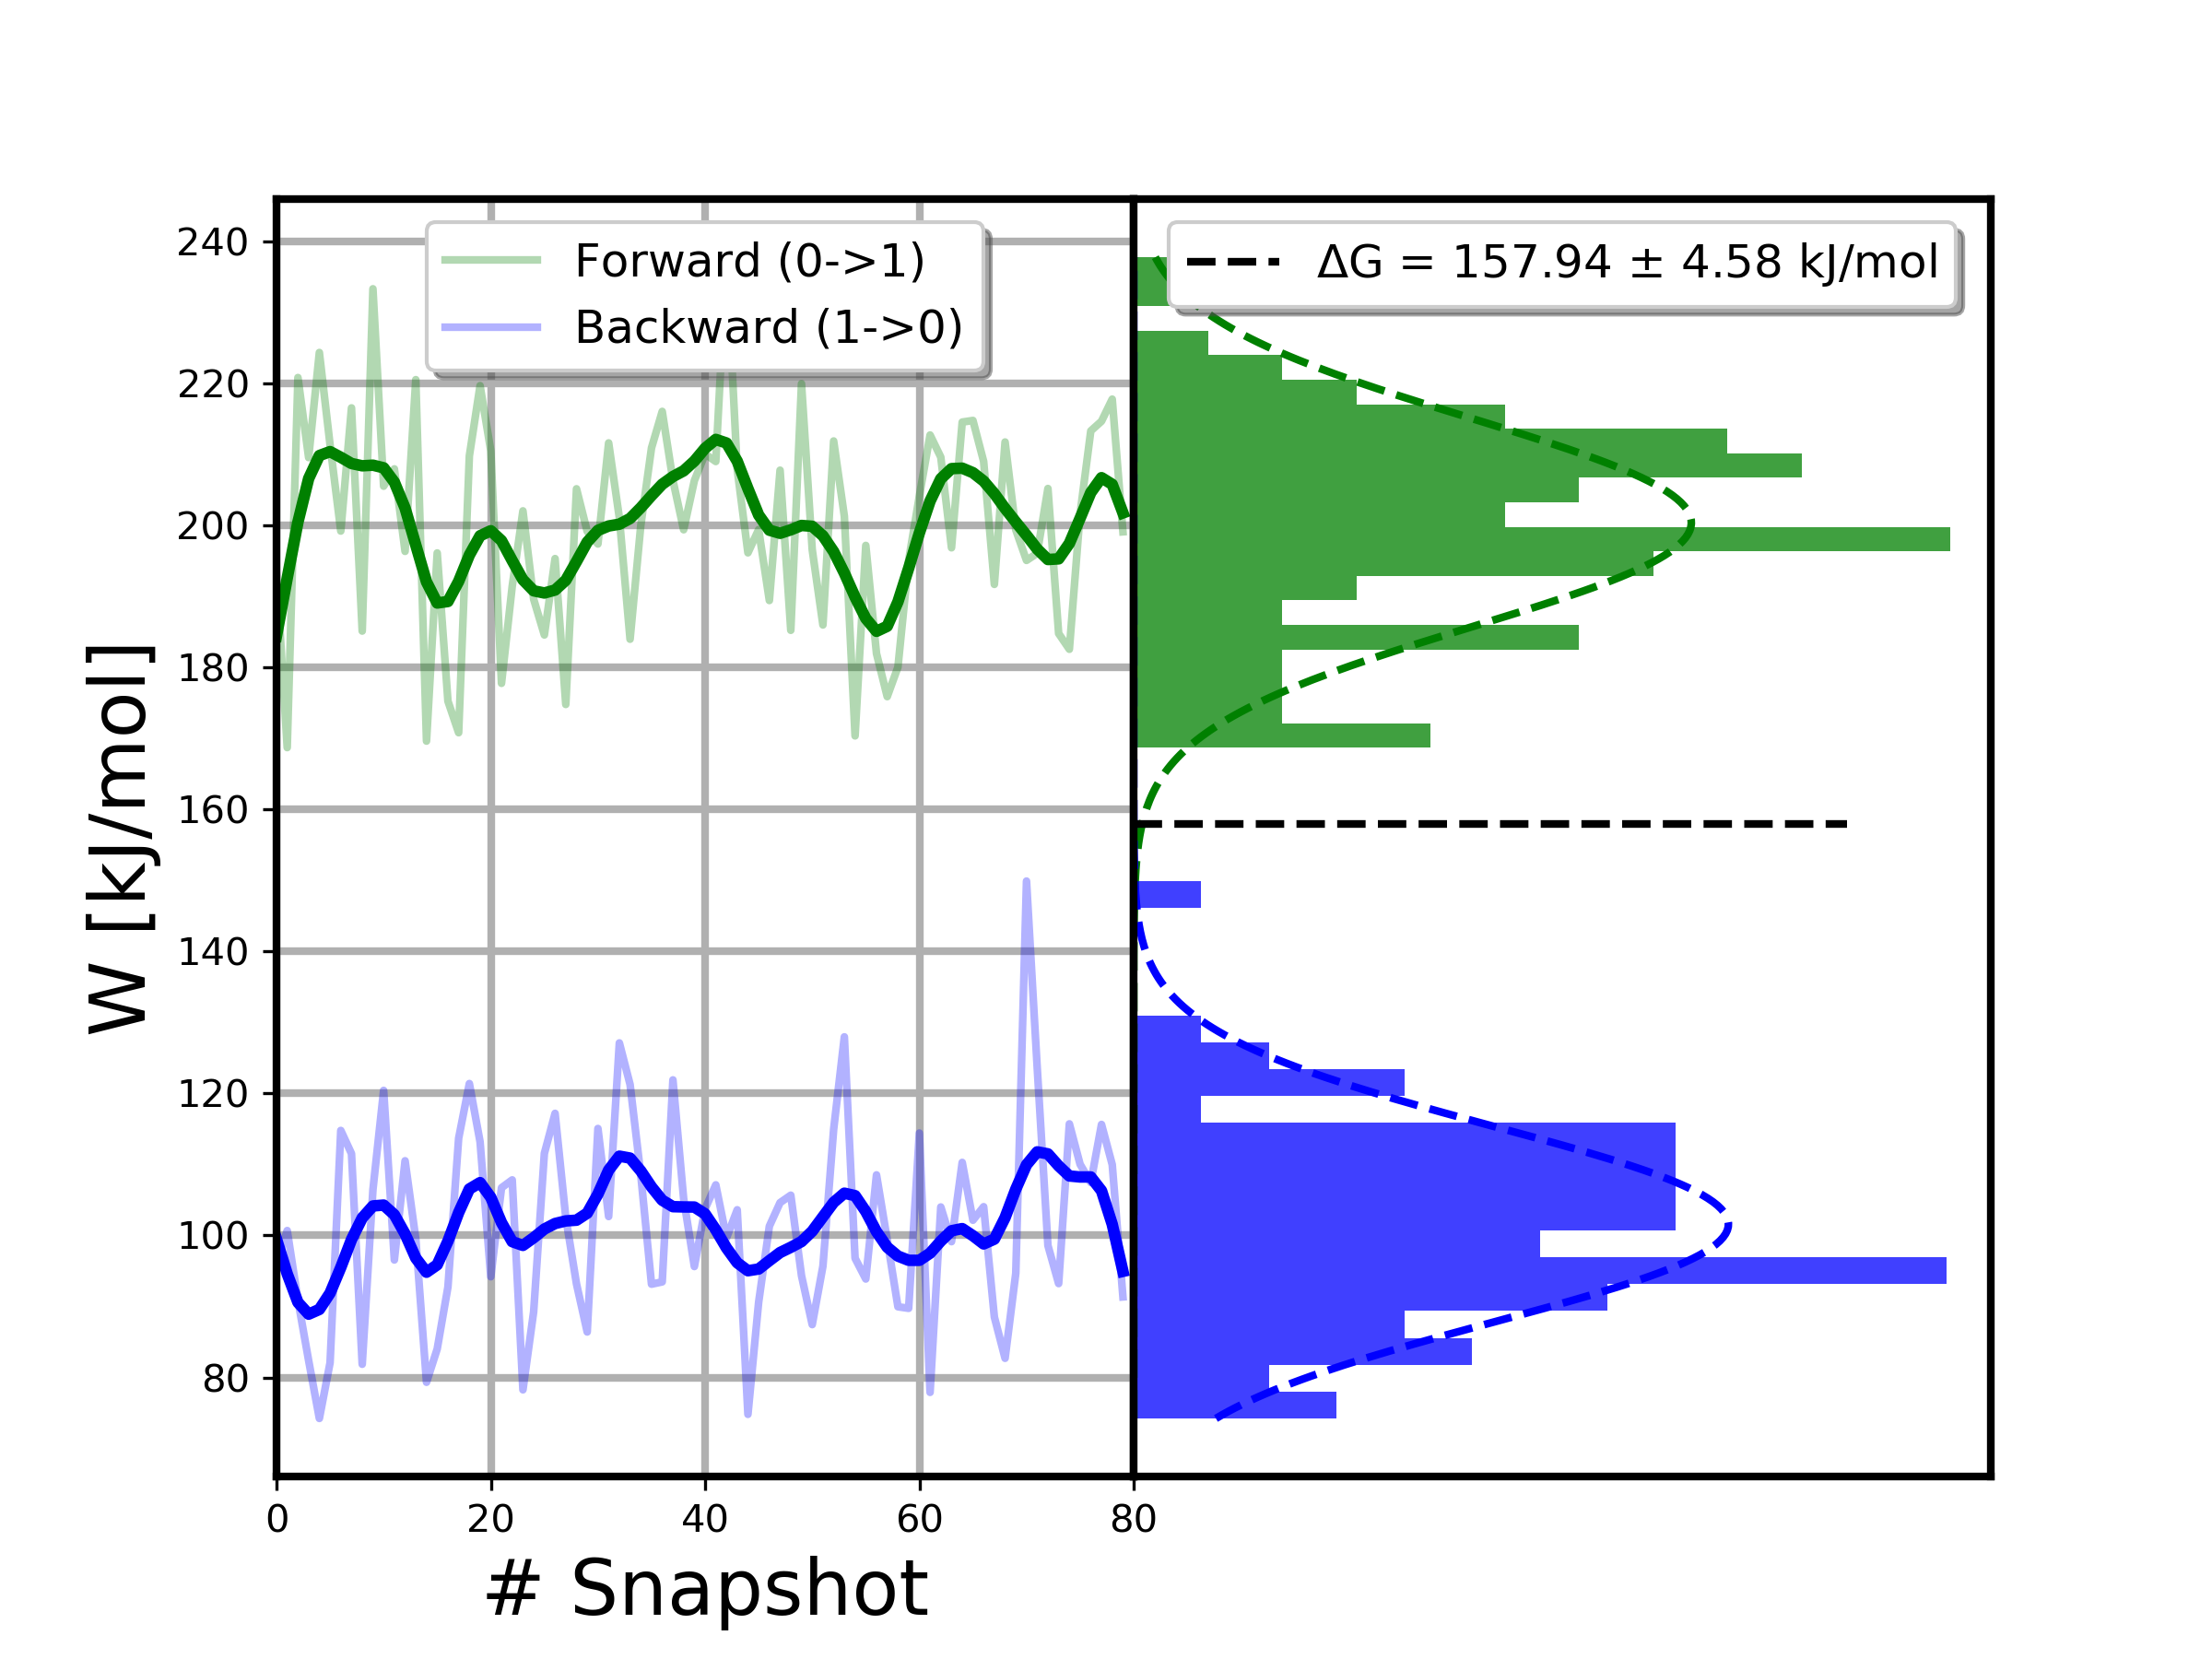 Forward (0->1)
Backward (1->0)
ΔG = 157.94 ± 4.58 kJ/mol
W [kJ/mol]
240
220
200
180
160
140
120
100
80
0 20 40 60 80
# Snapshot